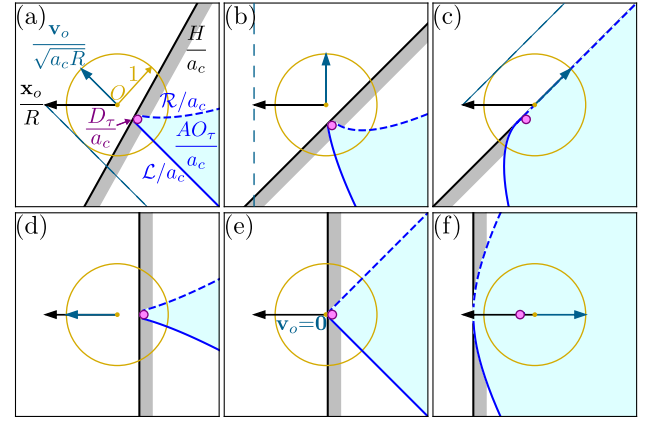 (a)
v_o/√(a_c R)
1
H/a_c
x_o/R
O
R/a_c
D_τ/a_c
AO_τ/a_c
L/a_c
(b)
(c)
(d)
(e)
v_o=0
(f)